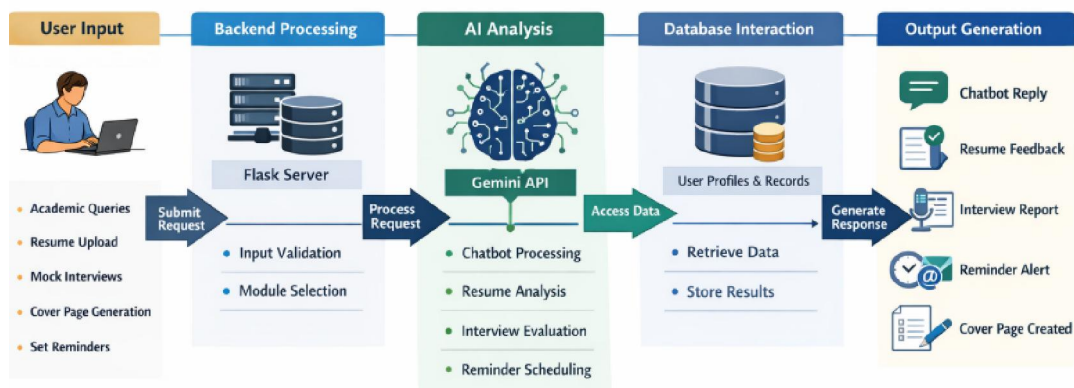 User Input
Backend Processing
AI Analysis
Database Interaction
Output Generation
Flask Server
Gemini API
User Profiles & Records
Academic Queries
Resume Upload
Mock Interviews
Cover Page Generation
Set Reminders
Submit
Request
Input Validation
Module Selection
Process
Request
Chatbot Processing
Resume Analysis
Interview Evaluation
Reminder Scheduling
Access Data
Retrieve Data
Store Results
Generate
Response
Chatbot Reply
Resume Feedback
Interview Report
@
Reminder Alert
Cover Page Created